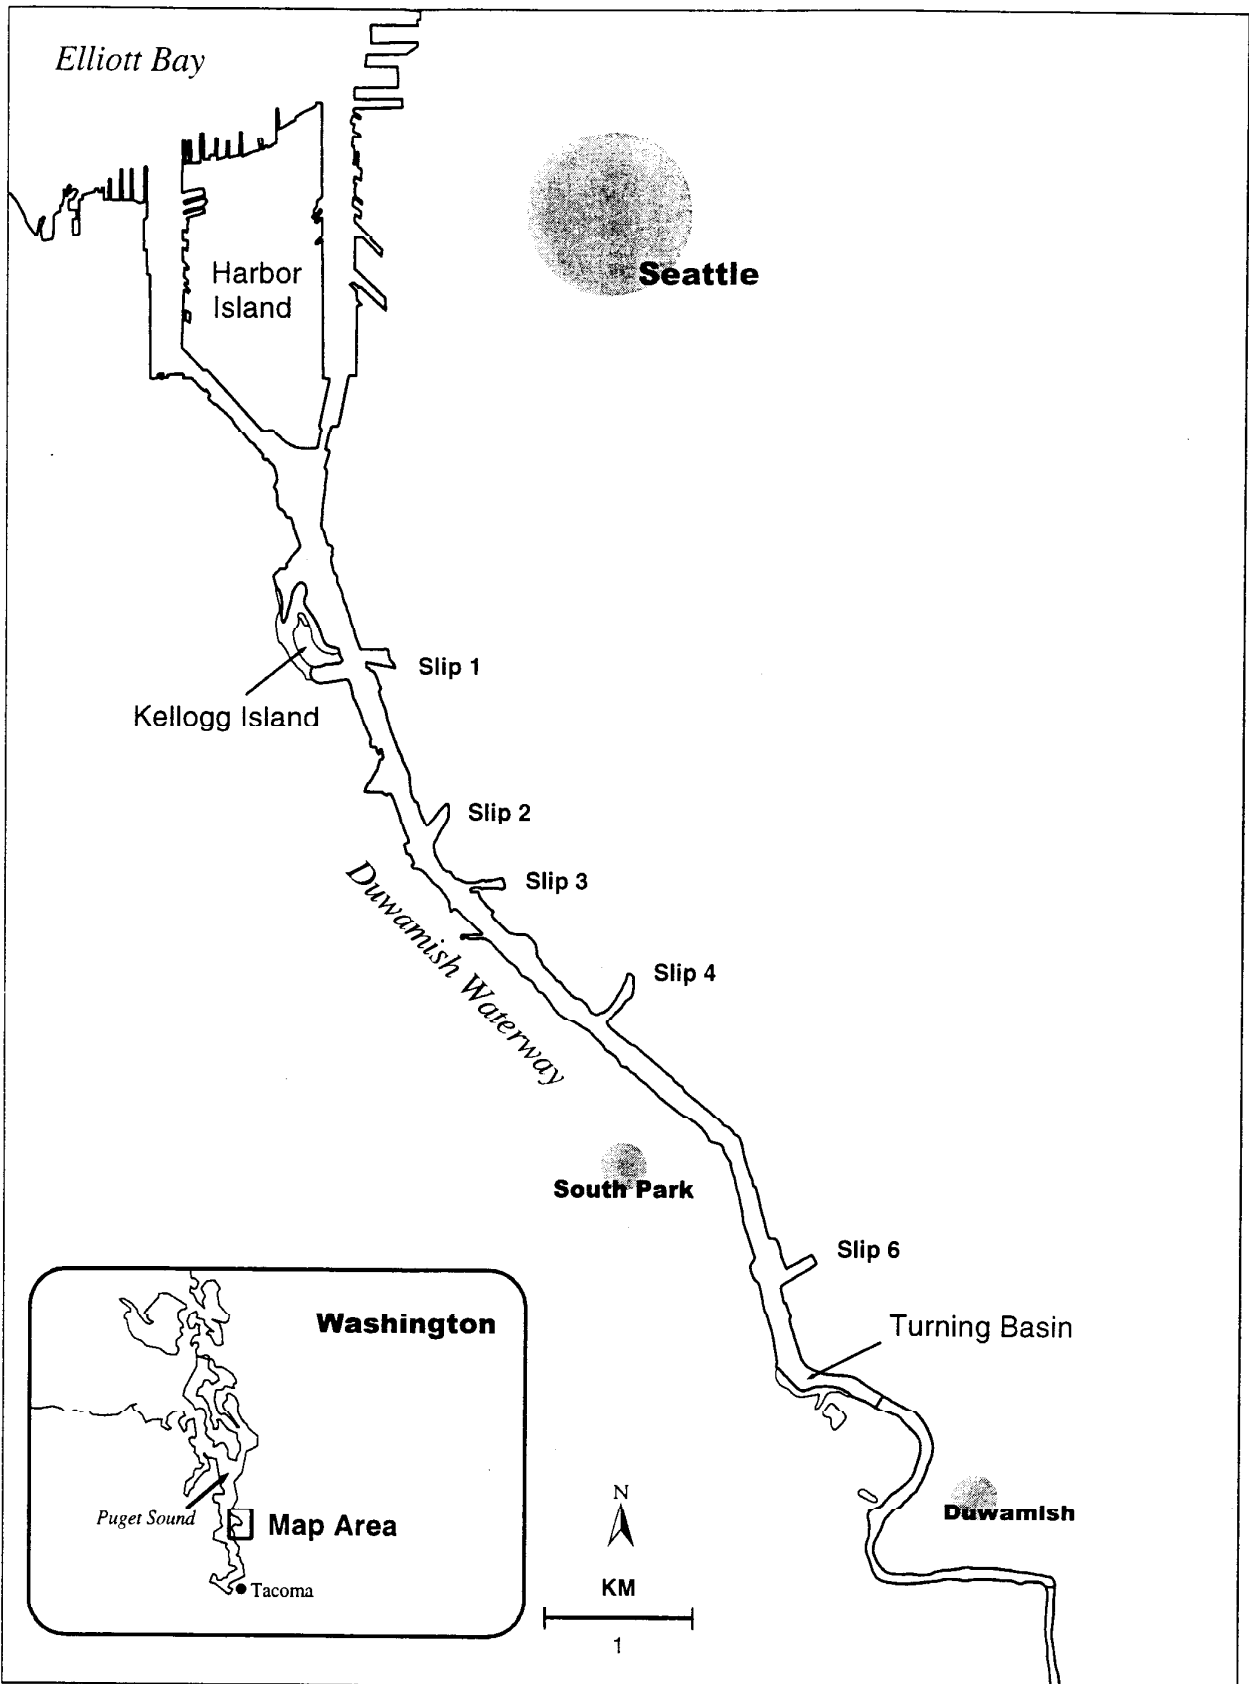 Elliott Bay
Seattle
Harbor
Island
Slip 1
Kellogg Island
Slip 2
Slip 3
Duwamish Waterway
Slip 4
South Park
Slip 6
Turning Basin
Washington
Puget Sound
Map Area
Tacoma
N
KM
1
Duwamish